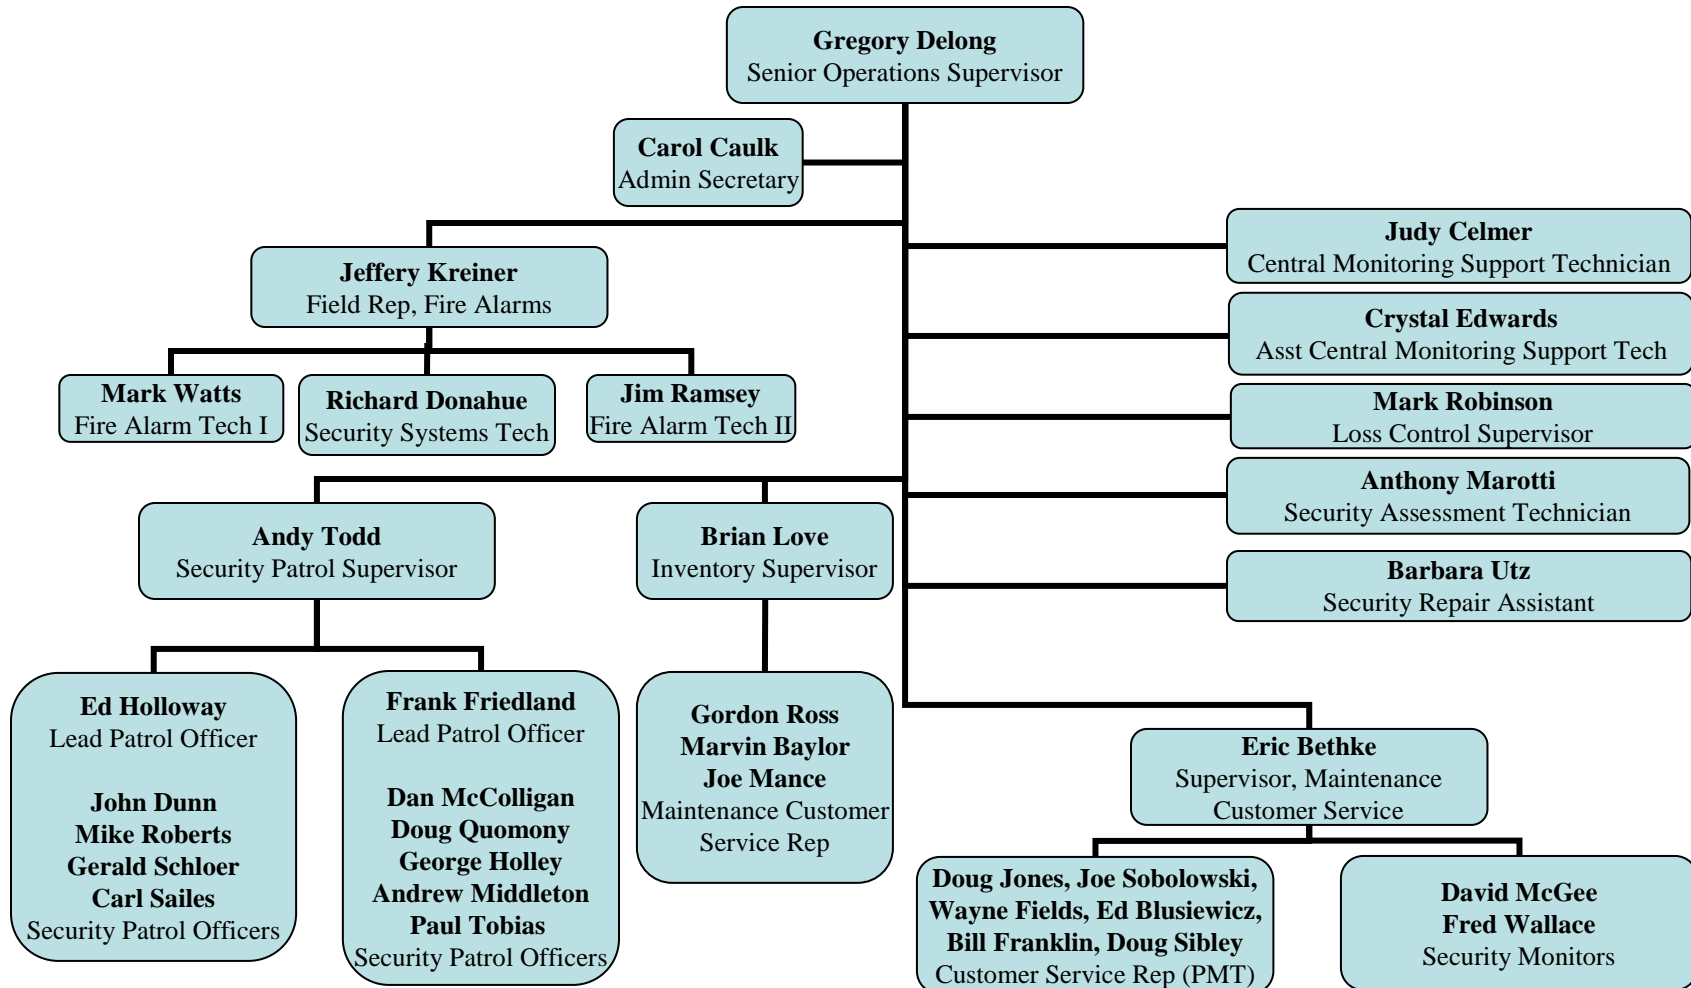 Gregory Delong
Senior Operations Supervisor
Carol Caulk
Admin Secretary
Jeffery Kreiner
Field Rep, Fire Alarms
Mark Watts
Fire Alarm Tech I
Richard Donahue
Security Systems Tech
Jim Ramsey
Fire Alarm Tech II
Judy Celmer
Central Monitoring Support Technician
Crystal Edwards
Asst Central Monitoring Support Tech
Mark Robinson
Loss Control Supervisor
Anthony Marotti
Security Assessment Technician
Barbara Utz
Security Repair Assistant
Andy Todd
Security Patrol Supervisor
Brian Love
Inventory Supervisor
Ed Holloway
Lead Patrol Officer
John Dunn
Mike Roberts
Gerald Schloer
Carl Sailes
Security Patrol Officers
Frank Friedland
Lead Patrol Officer
Dan McColligan
Doug Quomony
George Holley
Andrew Middleton
Paul Tobias
Security Patrol Officers
Gordon Ross
Marvin Baylor
Joe Mance
Maintenance Customer
Service Rep
Eric Bethke
Supervisor, Maintenance
Customer Service
Doug Jones, Joe Sobolowski,
Wayne Fields, Ed Blusiewicz,
Bill Franklin, Doug Sibley
Customer Service Rep (PMT)
David McGee
Fred Wallace
Security Monitors